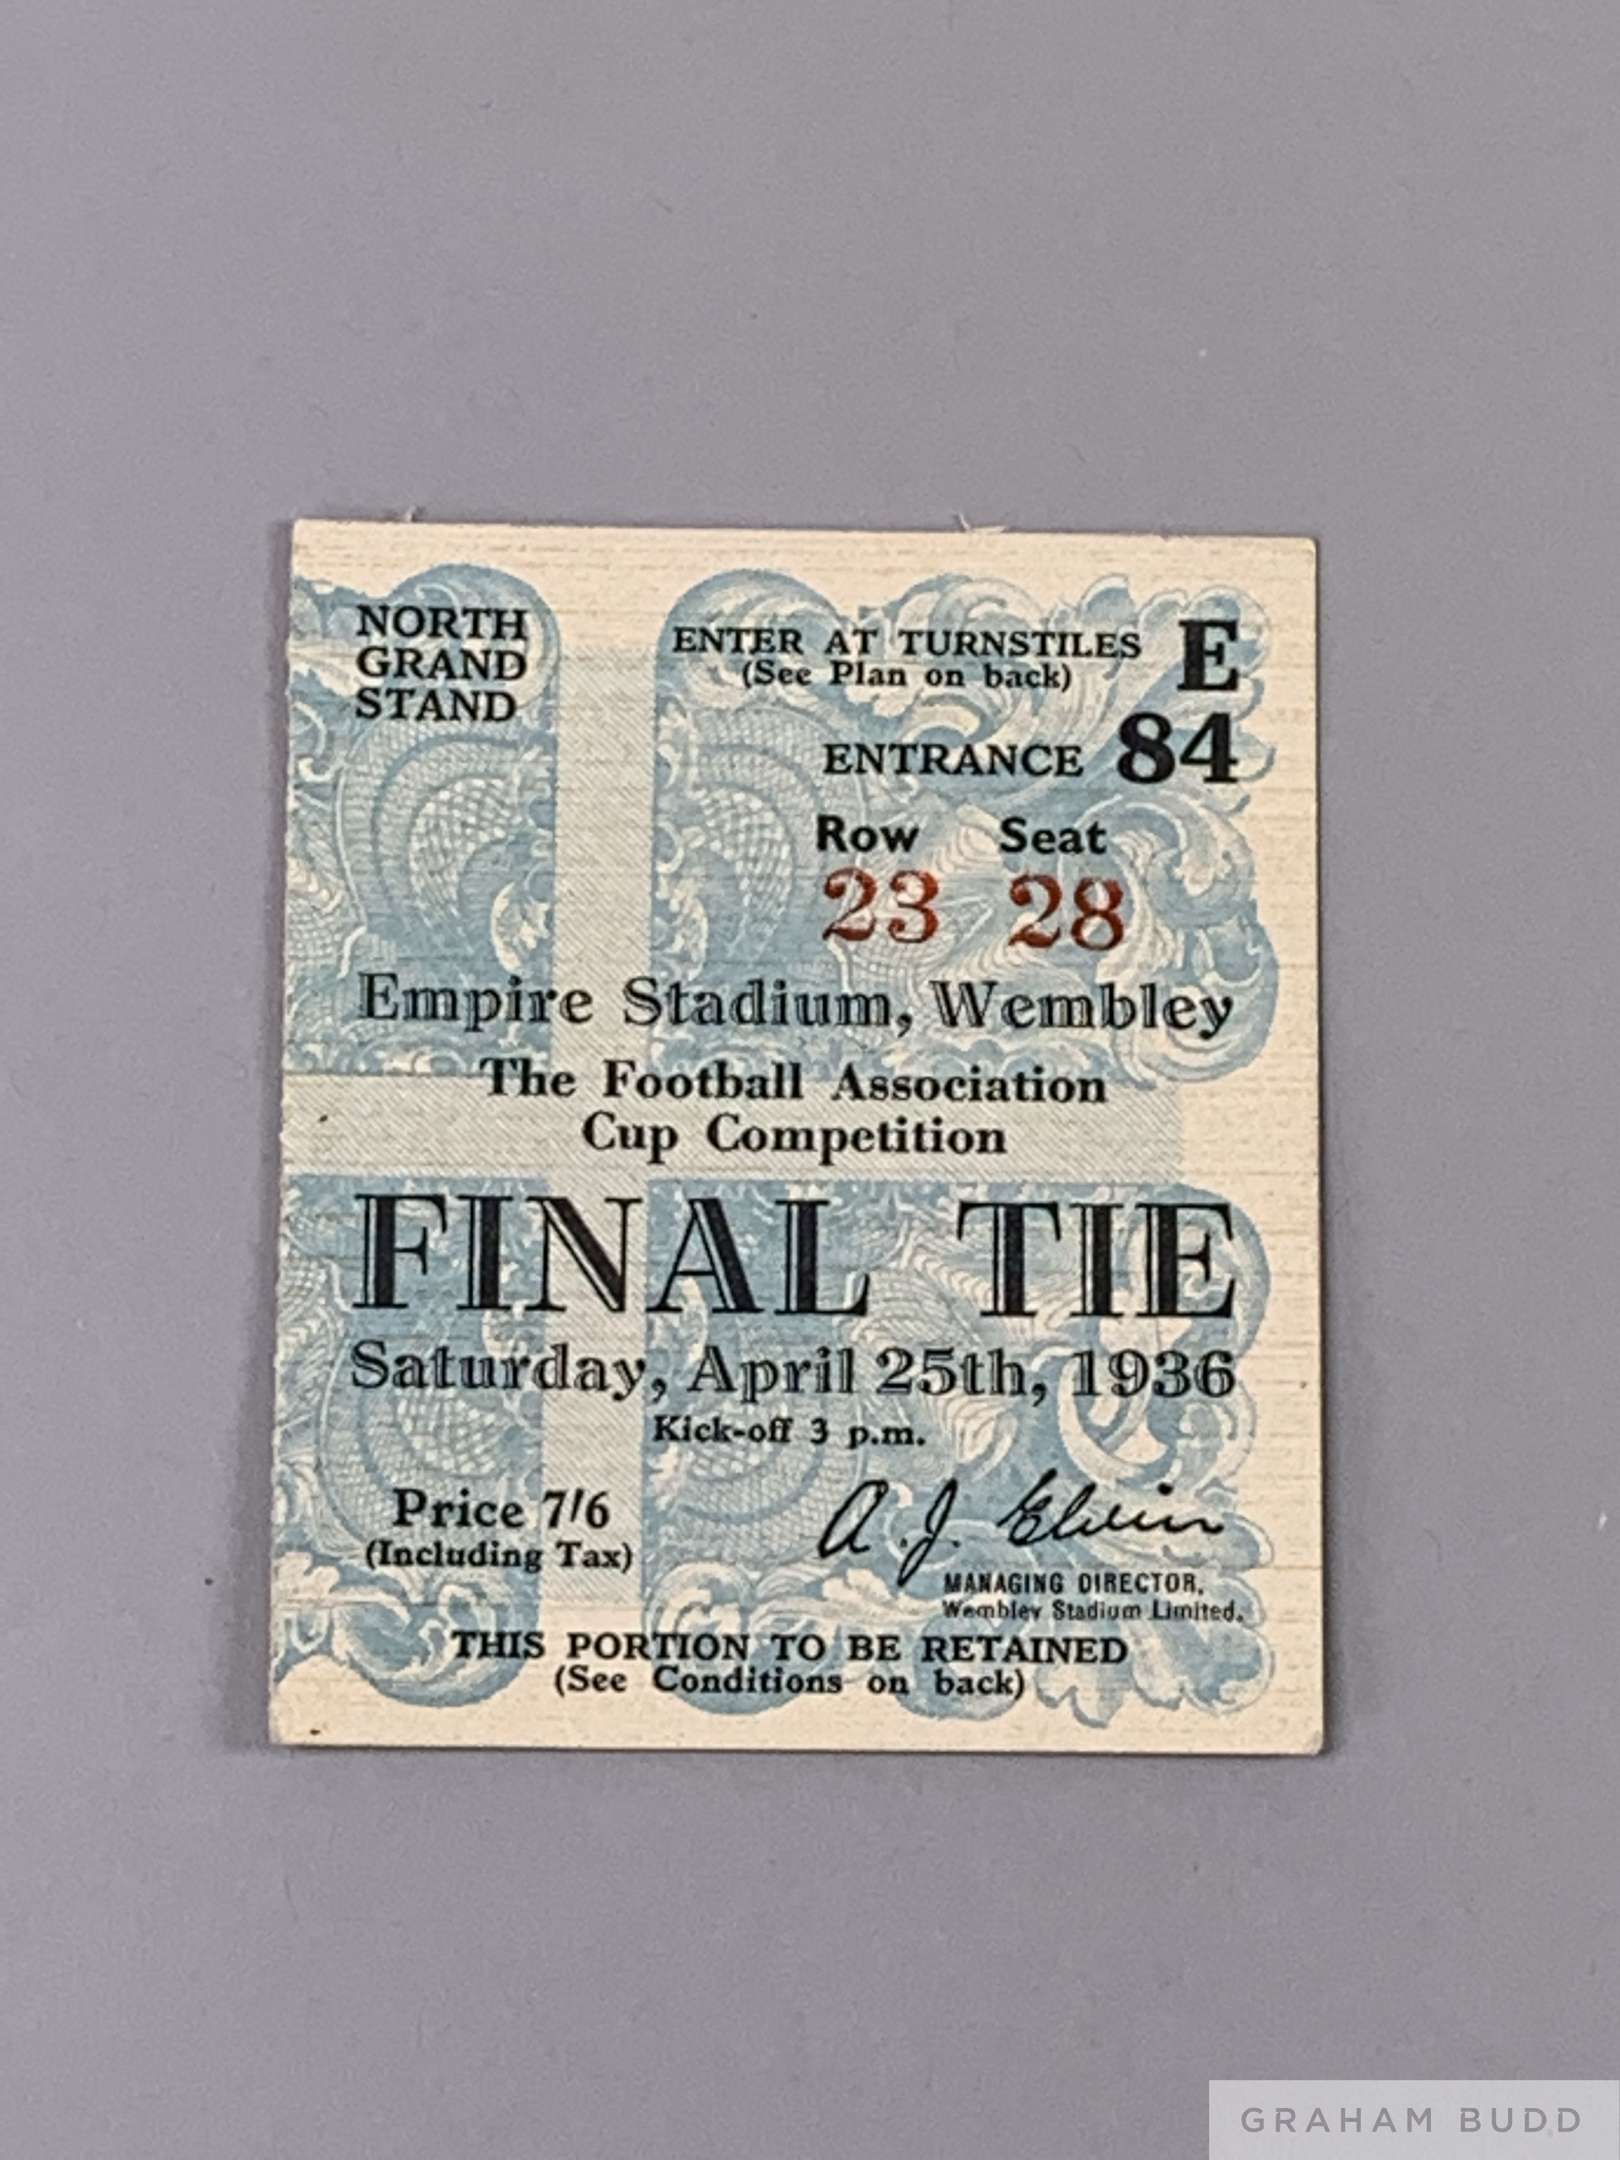 NORTH
GRAND
STAND
ENTER AT TURNSTILES E
(See Plan on back)
ENTRANCE 84
Row Seat
23 28
Empire Stadium, Wembley
The Football Association
Cup Competition
FINAL TIE
Saturday, April 25th, 1936
Kick-off 3 p.m.
Price 7/6
(Including Tax)
A. J. Elvin
MANAGING DIRECTOR,
Wembley Stadium Limited.
THIS PORTION TO BE RETAINED
(See Conditions on back)
GRAHAM BUDD